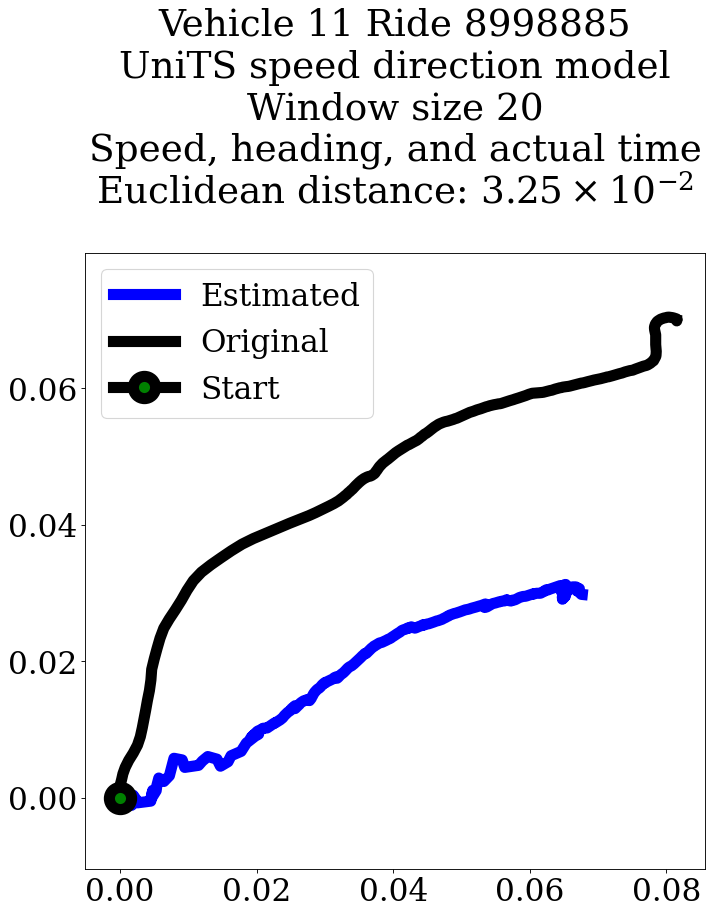 Vehicle 11 Ride 8998885
UniTS speed direction model
Window size 20
Speed, heading, and actual time
Euclidean distance: 3.25 × 10⁻²
Estimated
Original
Start
0.06
0.04
0.02
0.00
0.00 0.02 0.04 0.06 0.08